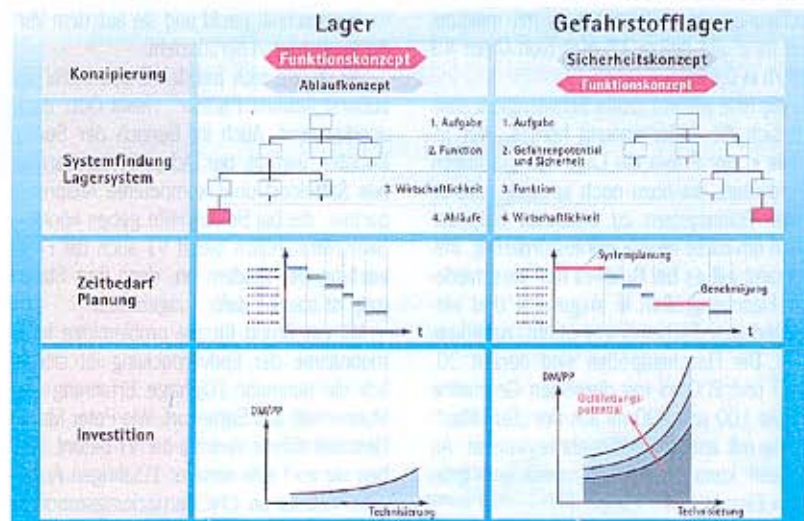 Lager
Gefahrstofflager
Konzipierung
Funktionskonzept
Ablaufkonzept
Sicherheitskonzept
Funktionskonzept
Systemfindung
Lagersystem
1. Aufgabe
2. Funktion
3. Wirtschaftlichkeit
4. Abläufe
1. Aufgabe
2. Gefahrenpotential
und Sicherheit
3. Funktion
4. Wirtschaftlichkeit
Zeitbedarf
Planung
t
Systemplanung
Genehmigung
t
Investition
DM/PP
Technisierung
DM/PP
Gefährdungs-
potential
Technisierung